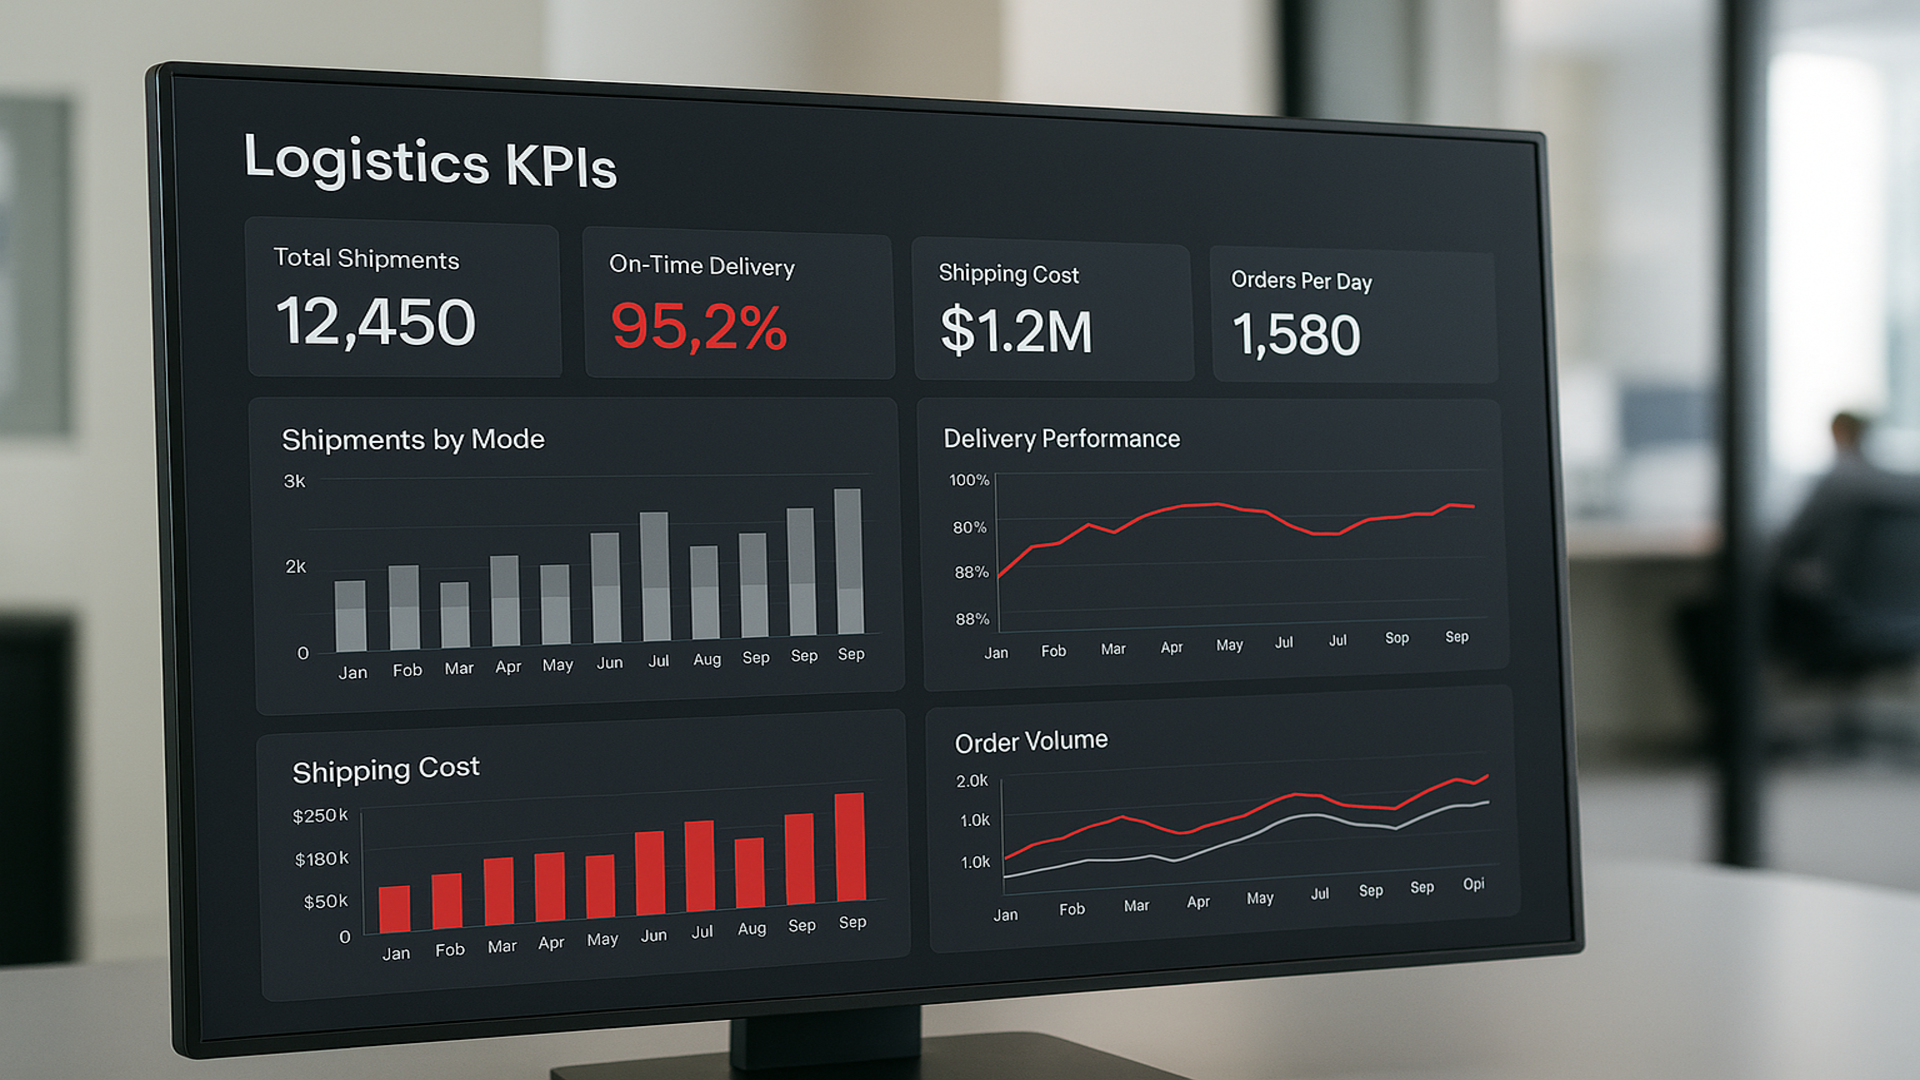 Logistics KPIs
Total Shipments
12,450
On-Time Delivery
95,2%
Shipping Cost
$1.2M
Orders Per Day
1,580
Shipments by Mode
3k
2k
0
Jan Fob Mar Apr May Jun Jul Aug Sep Sep Sep
Delivery Performance
100%
80%
88%
88%
Jan Fob Mar Apr May Jul Jul Sop Sep
Shipping Cost
$250k
$180k
$50k
0
Jan Fob Mar Apr May Jun Jul Aug Sep Sep
Order Volume
2.0k
1.0k
1.0k
Jan Fob Mar Apr May Jul Sep Sep Opi